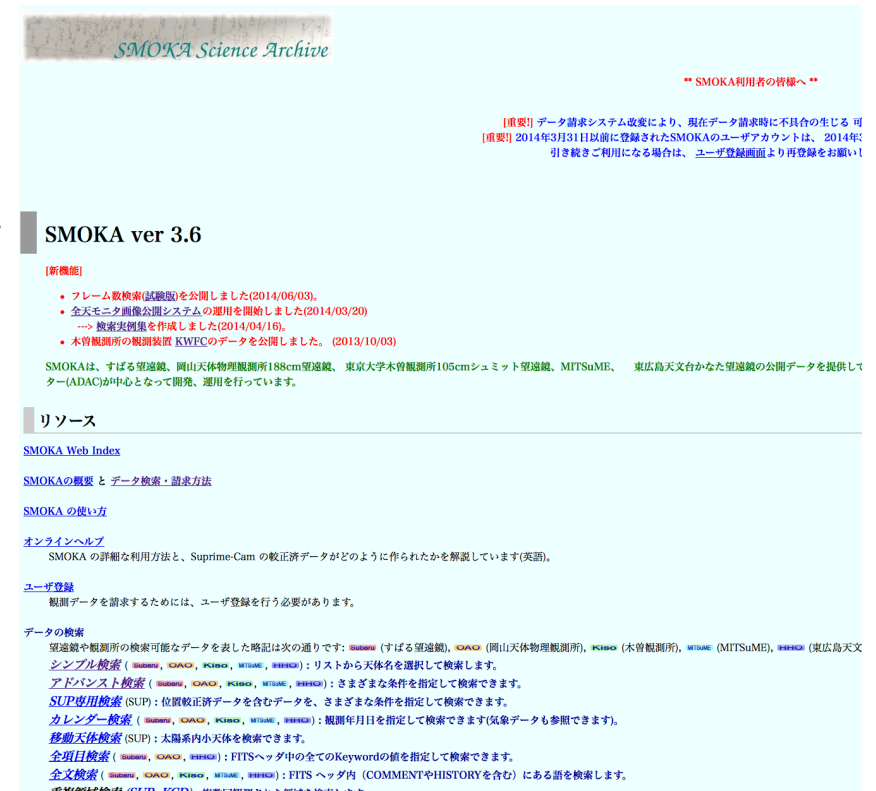 SMOKA Science Archive
** SMOKA利用者の皆様へ **
[重要!] データ請求システム改変により、現在データ請求時に不具合の生じる 可
[重要!] 2014年3月31日以前に登録されたSMOKAのユーザアカウントは、 2014年3
引き続きご利用になる場合は、 ユーザ登録画面より再登録をお願いし
SMOKA ver 3.6
[新機能]
• フレーム数検索(試験版)を公開しました(2014/06/03)。
• 全天モニタ画像公開システムの運用を開始しました(2014/03/20)
---> 検索実例集を作成しました(2014/04/16)。
• 木曽観測所の観測装置 KWFCのデータを公開しました。 (2013/10/03)
SMOKAは、すばる望遠鏡、岡山天体物理観測所188cm望遠鏡、 東京大学木曽観測所105cmシュミット望遠鏡、MITSuME、 東広島天文台かなた望遠鏡の公開データを提供して
ター(ADAC)が中心となって開発、運用を行っています。
リソース
SMOKA Web Index
SMOKAの概要 と データ検索・請求方法
SMOKA の使い方
オンラインヘルプ
SMOKA の詳細な利用方法と、Suprime-Cam の較正済データがどのように作られたかを解説しています(英語)。
ユーザ登録
観測データを請求するためには、ユーザ登録を行う必要があります。
データの検索
望遠鏡や観測所の検索可能なデータを表した略記は次の通りです: Subaru (すばる望遠鏡), OAO (岡山天体物理観測所), Kiso (木曽観測所), MITSuME (MITSuME), HHO (東広島天文
シンプル検索 ( Subaru, OAO, Kiso, MITSuME, HHO) : リストから天体名を選択して検索します。
アドバンスト検索 ( Subaru, OAO, Kiso, MITSuME, HHO) : さまざまな条件を指定して検索できます。
SUP専用検索 (SUP) : 位置較正済データを含むデータを、さまざまな条件を指定して検索できます。
カレンダー検索 ( Subaru, OAO, Kiso, MITSuME, HHO) : 観測年月日を指定して検索できます(気象データも参照できます)。
移動天体検索 (SUP) : 太陽系内小天体を検索できます。
全項目検索 ( Subaru, OAO, HHO) : FITSヘッダ中の全てのKeywordの値を指定して検索できます。
全文検索 ( Subaru, OAO, Kiso, MITSuME, HHO) : FITS ヘッダ内（COMMENTやHISTORYを含む）にある語を検索します。